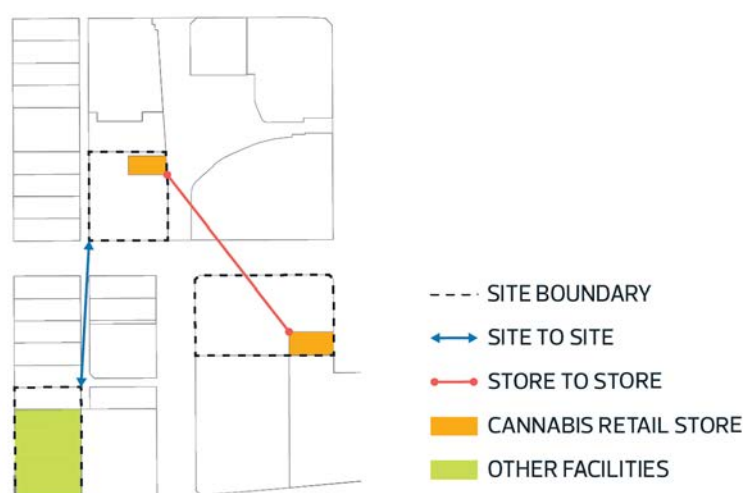 SITE BOUNDARY
SITE TO SITE
STORE TO STORE
CANNABIS RETAIL STORE
OTHER FACILITIES